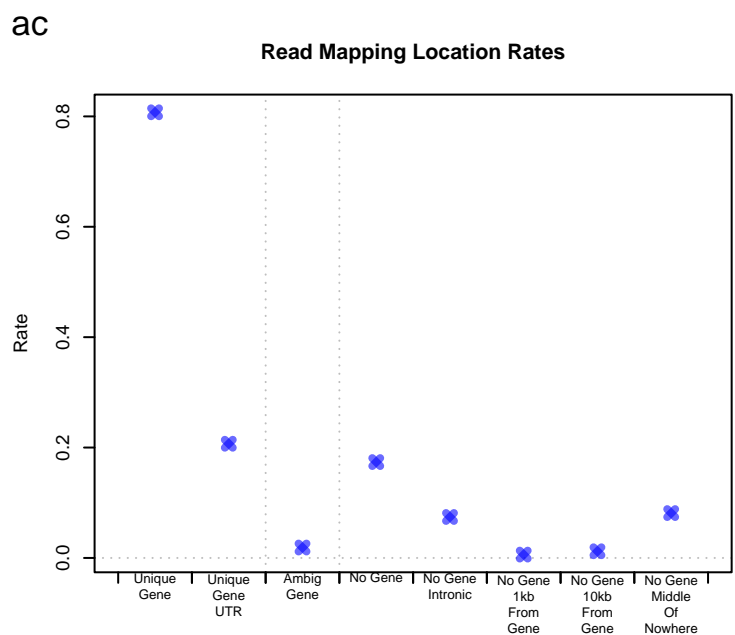 ac
Read Mapping Location Rates
Rate
0.8
0.6
0.4
0.2
0.0
Unique
Gene
Unique
Gene
UTR
Ambig
Gene
No Gene
No Gene
Intronic
No Gene
1kb
From
Gene
No Gene
10kb
From
Gene
No Gene
Middle
Of
Nowhere